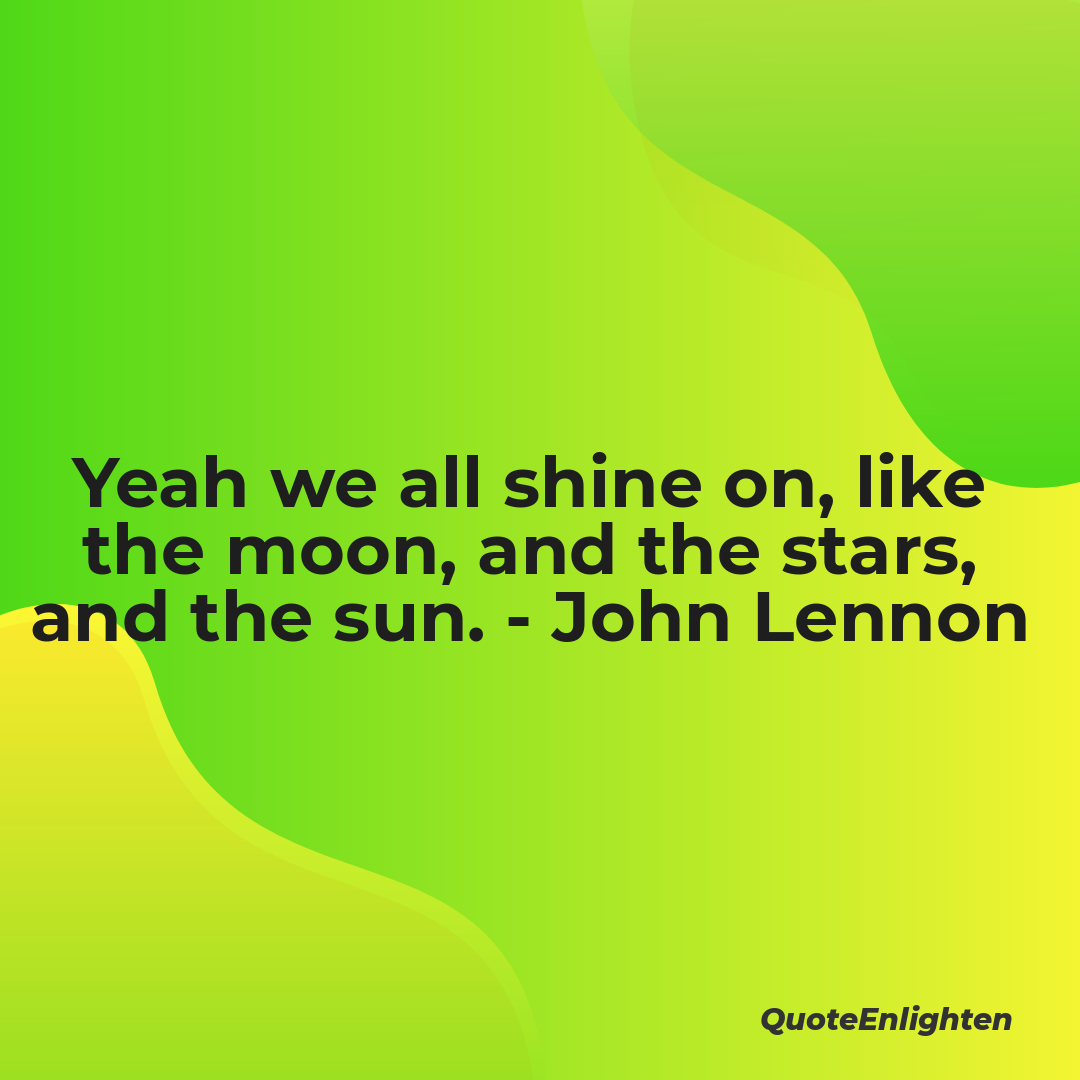 Yeah we all shine on, like
the moon, and the stars,
and the sun. - John Lennon
QuoteEnlighten